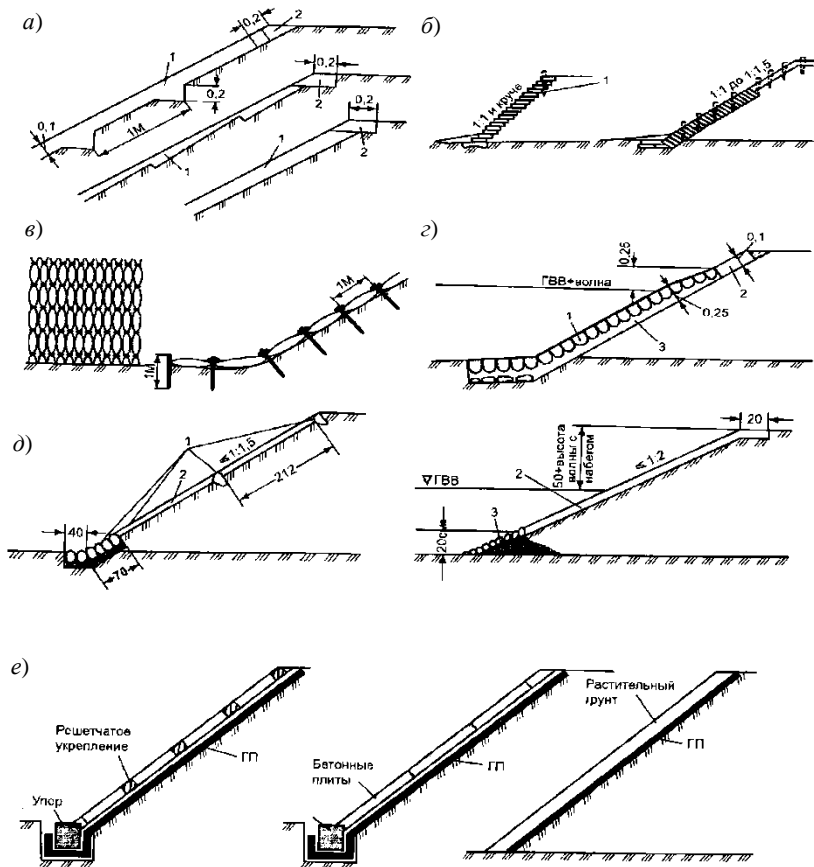 а)
0,2
2
1
0,2
0,1
1М
0,2
2
1
0,2
1
2
б)
1:1 и круче
1
1:1 до 1:1,5
в)
1М
1М
г)
0,25
0,1
ГВВ+волна
2
0,25
1
3
д)
1
1:1,5
2
212
40
70
20
50+высота
волны с
набегом
1:2
ГВВ
2
3
20см
е)
Решетчатое
укрепление
ГП
Упор
Бетонные
плиты
ГП
Растительный
грунт
ГП